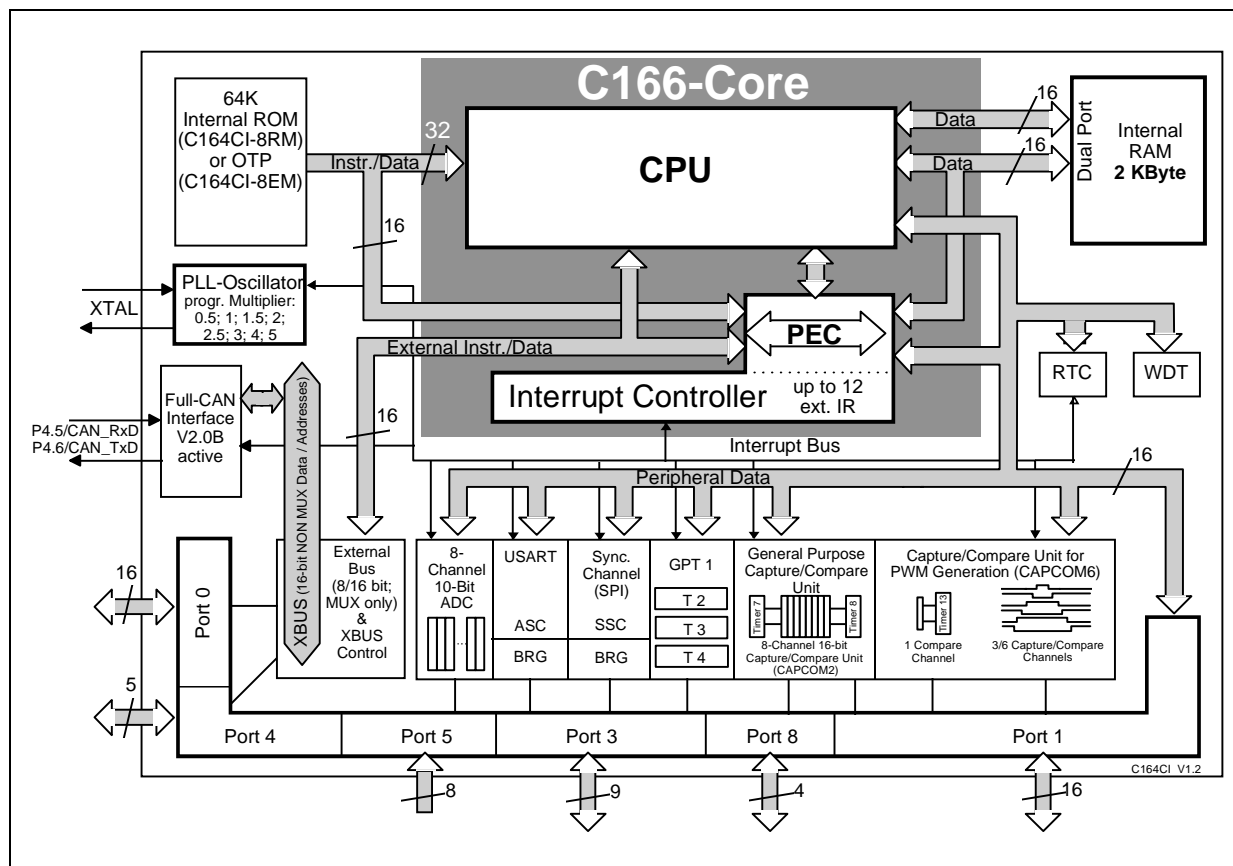 C166-Core
64K
Internal ROM
(C164CI-8RM)
or OTP
(C164CI-8EM)
32
Instr./Data
16
CPU
16
Data
16
Data
Dual Port
Internal
RAM
2 KByte
PLL-Oscillator
progr. Multiplier:
0.5; 1; 1.5; 2;
2.5; 3; 4; 5
XTAL
External Instr./Data
PEC
Interrupt Controller
up to 12
ext. IR
RTC
WDT
Full-CAN
Interface
V2.0B
active
P4.5/CAN_RxD
P4.6/CAN_TxD
XBUS (16-bit NON MUX Data / Addresses)
16
Interrupt Bus
Peripheral Data
16
External
Bus
(8/16 bit;
MUX only)
&
XBUS
Control
8-
Channel
10-Bit
ADC
USART
ASC
BRG
Sync.
Channel
(SPI)
SSC
BRG
GPT 1
T 2
T 3
T 4
General Purpose
Capture/Compare
Unit
Timer 7
Timer 8
8-Channel 16-bit
Capture/Compare Unit
(CAPCOM2)
Capture/Compare Unit for
PWM Generation (CAPCOM6)
Timer 13
1 Compare
Channel
3/6 Capture/Compare
Channels
16
Port 0
5
Port 4
Port 5
Port 3
Port 8
Port 1
C164CI V1.2
8
9
4
16